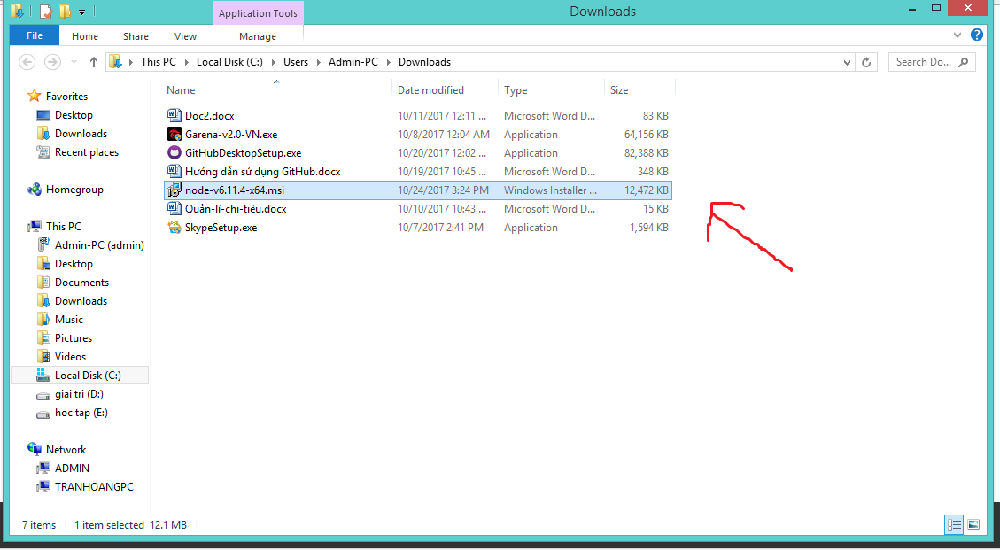 Application Tools
Downloads
File
Home
Share
View
Manage
This PC
Local Disk (C:)
Users
Admin-PC
Downloads
Search Do...
Favorites
Desktop
Downloads
Recent places
Homegroup
This PC
Admin-PC (admin)
Desktop
Documents
Downloads
Music
Pictures
Videos
Local Disk (C:)
giai tri (D:)
hoc tap (E:)
Network
ADMIN
TRANHOANGPC
Name Date modified Type Size
Doc2.docx 10/11/2017 12:11 ... Microsoft Word D... 83 KB
Garena-v2.0-VN.exe 10/8/2017 12:04 AM Application 64,156 KB
GitHubDesktopSetup.exe 10/20/2017 12:02 ... Application 82,388 KB
Hướng dẫn sử dụng GitHub.docx 10/19/2017 10:45 ... Microsoft Word D... 348 KB
node-v6.11.4-x64.msi 10/24/2017 3:24 PM Windows Installer ... 12,472 KB
Quản-lí-chi-tiêu.docx 10/10/2017 10:43 ... Microsoft Word D... 15 KB
SkypeSetup.exe 10/7/2017 2:41 PM Application 1,594 KB
7 items 1 item selected 12.1 MB